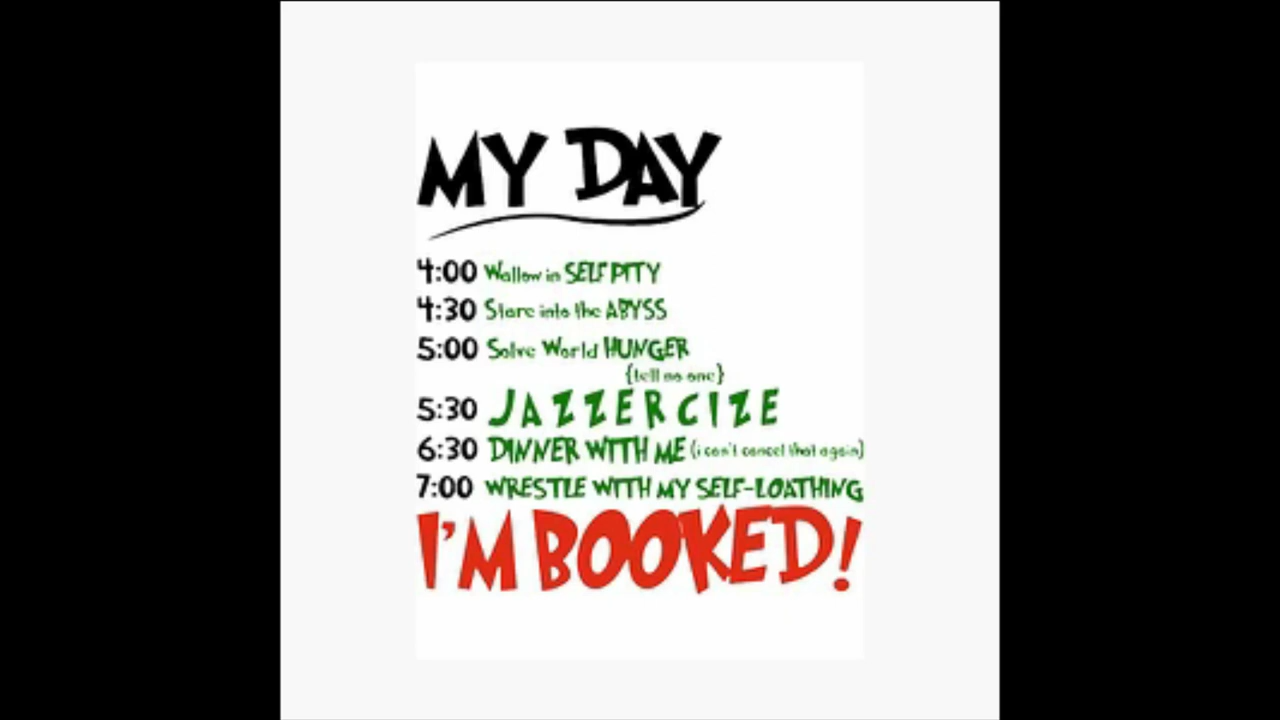 MY DAY
4:00 Wallow in SELF PITY
4:30 Stare into the ABYSS
5:00 Solve World HUNGER
{tell no one}
5:30 JAZZERCIZE
6:30 DINNER WITH ME (i can't cancel that again)
7:00 WRESTLE WITH MY SELF-LOATHING
I'M BOOKED!